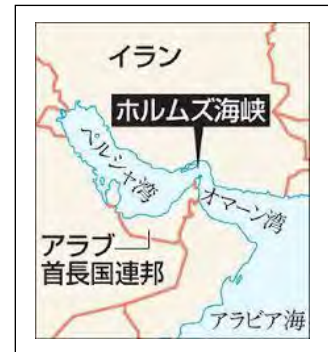 イラン
ホルムズ海峡
ペルシャ湾
オマーン湾
アラブ
首長国連邦
アラビア海